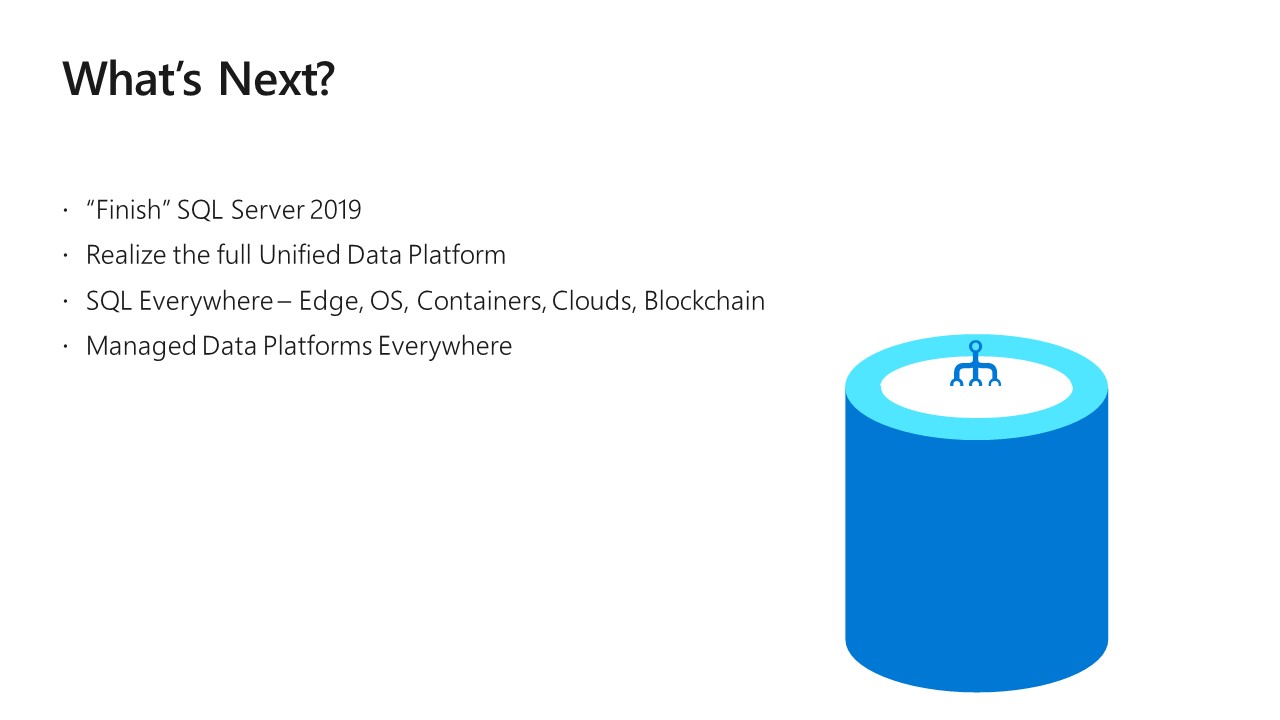 What’s Next?
· “Finish” SQL Server 2019
· Realize the full Unified Data Platform
· SQL Everywhere – Edge, OS, Containers, Clouds, Blockchain
· Managed Data Platforms Everywhere